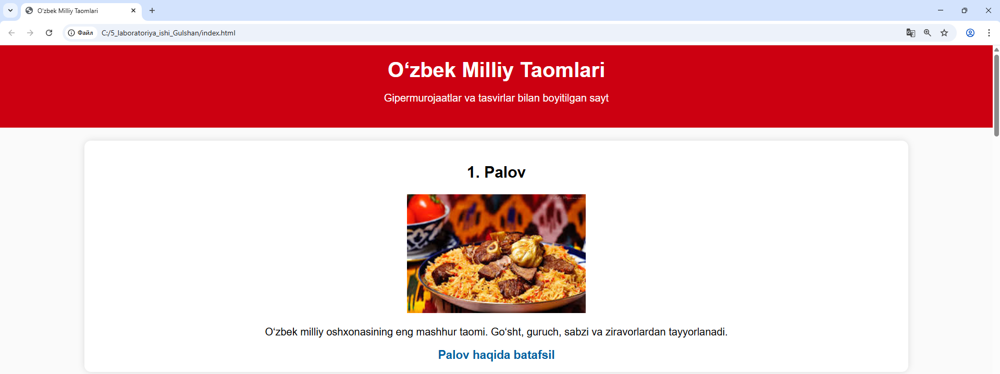 O‘zbek Milliy Taomlari
Файл
C:/5_laboratoriya_ishi_Gulshan/index.html
O‘zbek Milliy Taomlari
Gipermurojaatlar va tasvirlar bilan boyitilgan sayt
1. Palov
O‘zbek milliy oshxonasining eng mashhur taomi. Go‘sht, guruch, sabzi va ziravorlardan tayyorlanadi.
Palov haqida batafsil